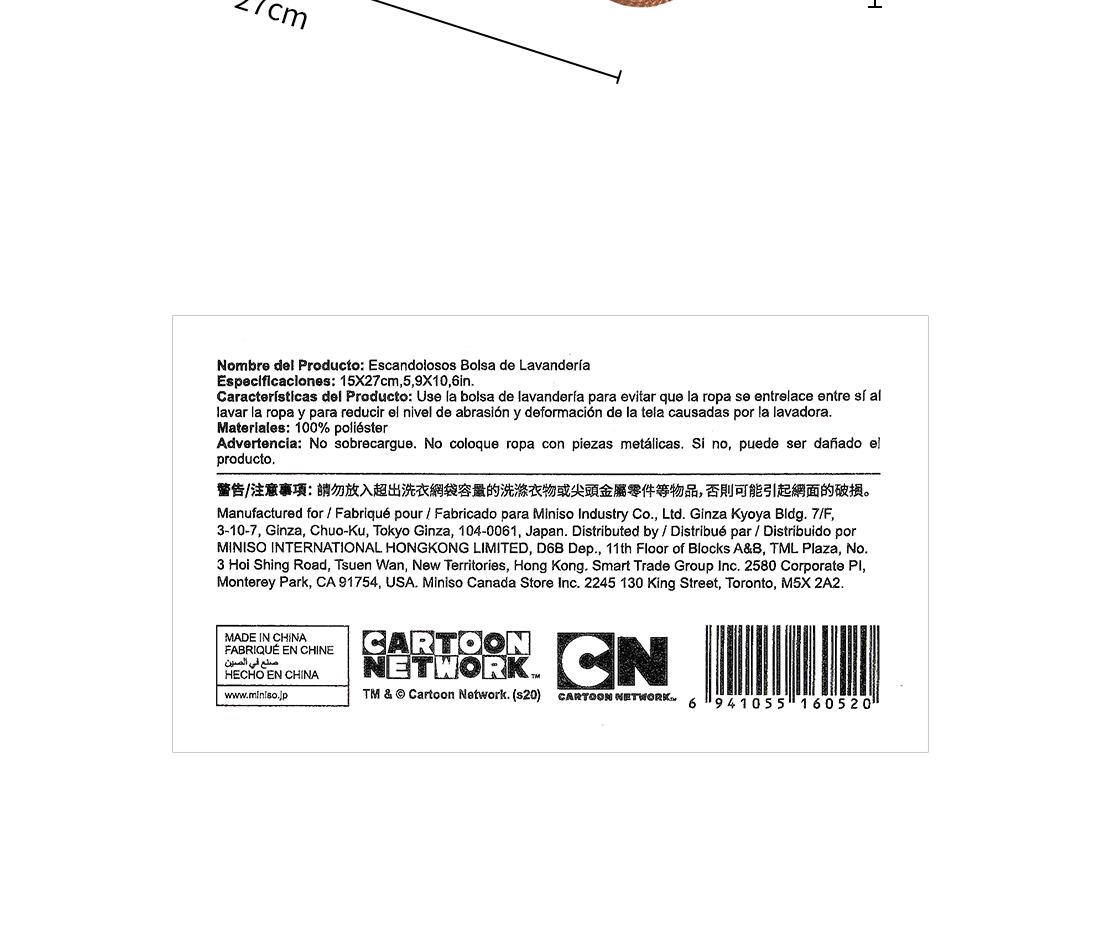 27cm
Nombre del Producto: Escandolosos Bolsa de Lavandería
Especificaciones: 15X27cm,5,9X10,6in.
Características del Producto: Use la bolsa de lavandería para evitar que la ropa se entrelace entre sí al
lavar la ropa y para reducir el nivel de abrasión y deformación de la tela causadas por la lavadora.
Materiales: 100% poliéster
Advertencia: No sobrecargue. No coloque ropa con piezas metálicas. Si no, puede ser dañado el
producto.
警告/注意事項: 請勿放入超出洗衣網袋容量的洗滌衣物或尖頭金屬零件等物品,否則可能引起網面的破損。
Manufactured for / Fabriqué pour / Fabricado para Miniso Industry Co., Ltd. Ginza Kyoya Bldg. 7/F,
3-10-7, Ginza, Chuo-Ku, Tokyo Ginza, 104-0061, Japan. Distributed by / Distribué par / Distribuido por
MINISO INTERNATIONAL HONGKONG LIMITED, D6B Dep., 11th Floor of Blocks A&B, TML Plaza, No.
3 Hoi Shing Road, Tsuen Wan, New Territories, Hong Kong. Smart Trade Group Inc. 2580 Corporate Pl,
Monterey Park, CA 91754, USA. Miniso Canada Store Inc. 2245 130 King Street, Toronto, M5X 2A2.
MADE IN CHINA
FABRIQUÉ EN CHINE
صنع في الصين
HECHO EN CHINA
www.miniso.jp
CARTOON
NETWORK™
TM & © Cartoon Network. (s20)
CN
CARTOON NETWORK™
6 941055 160520